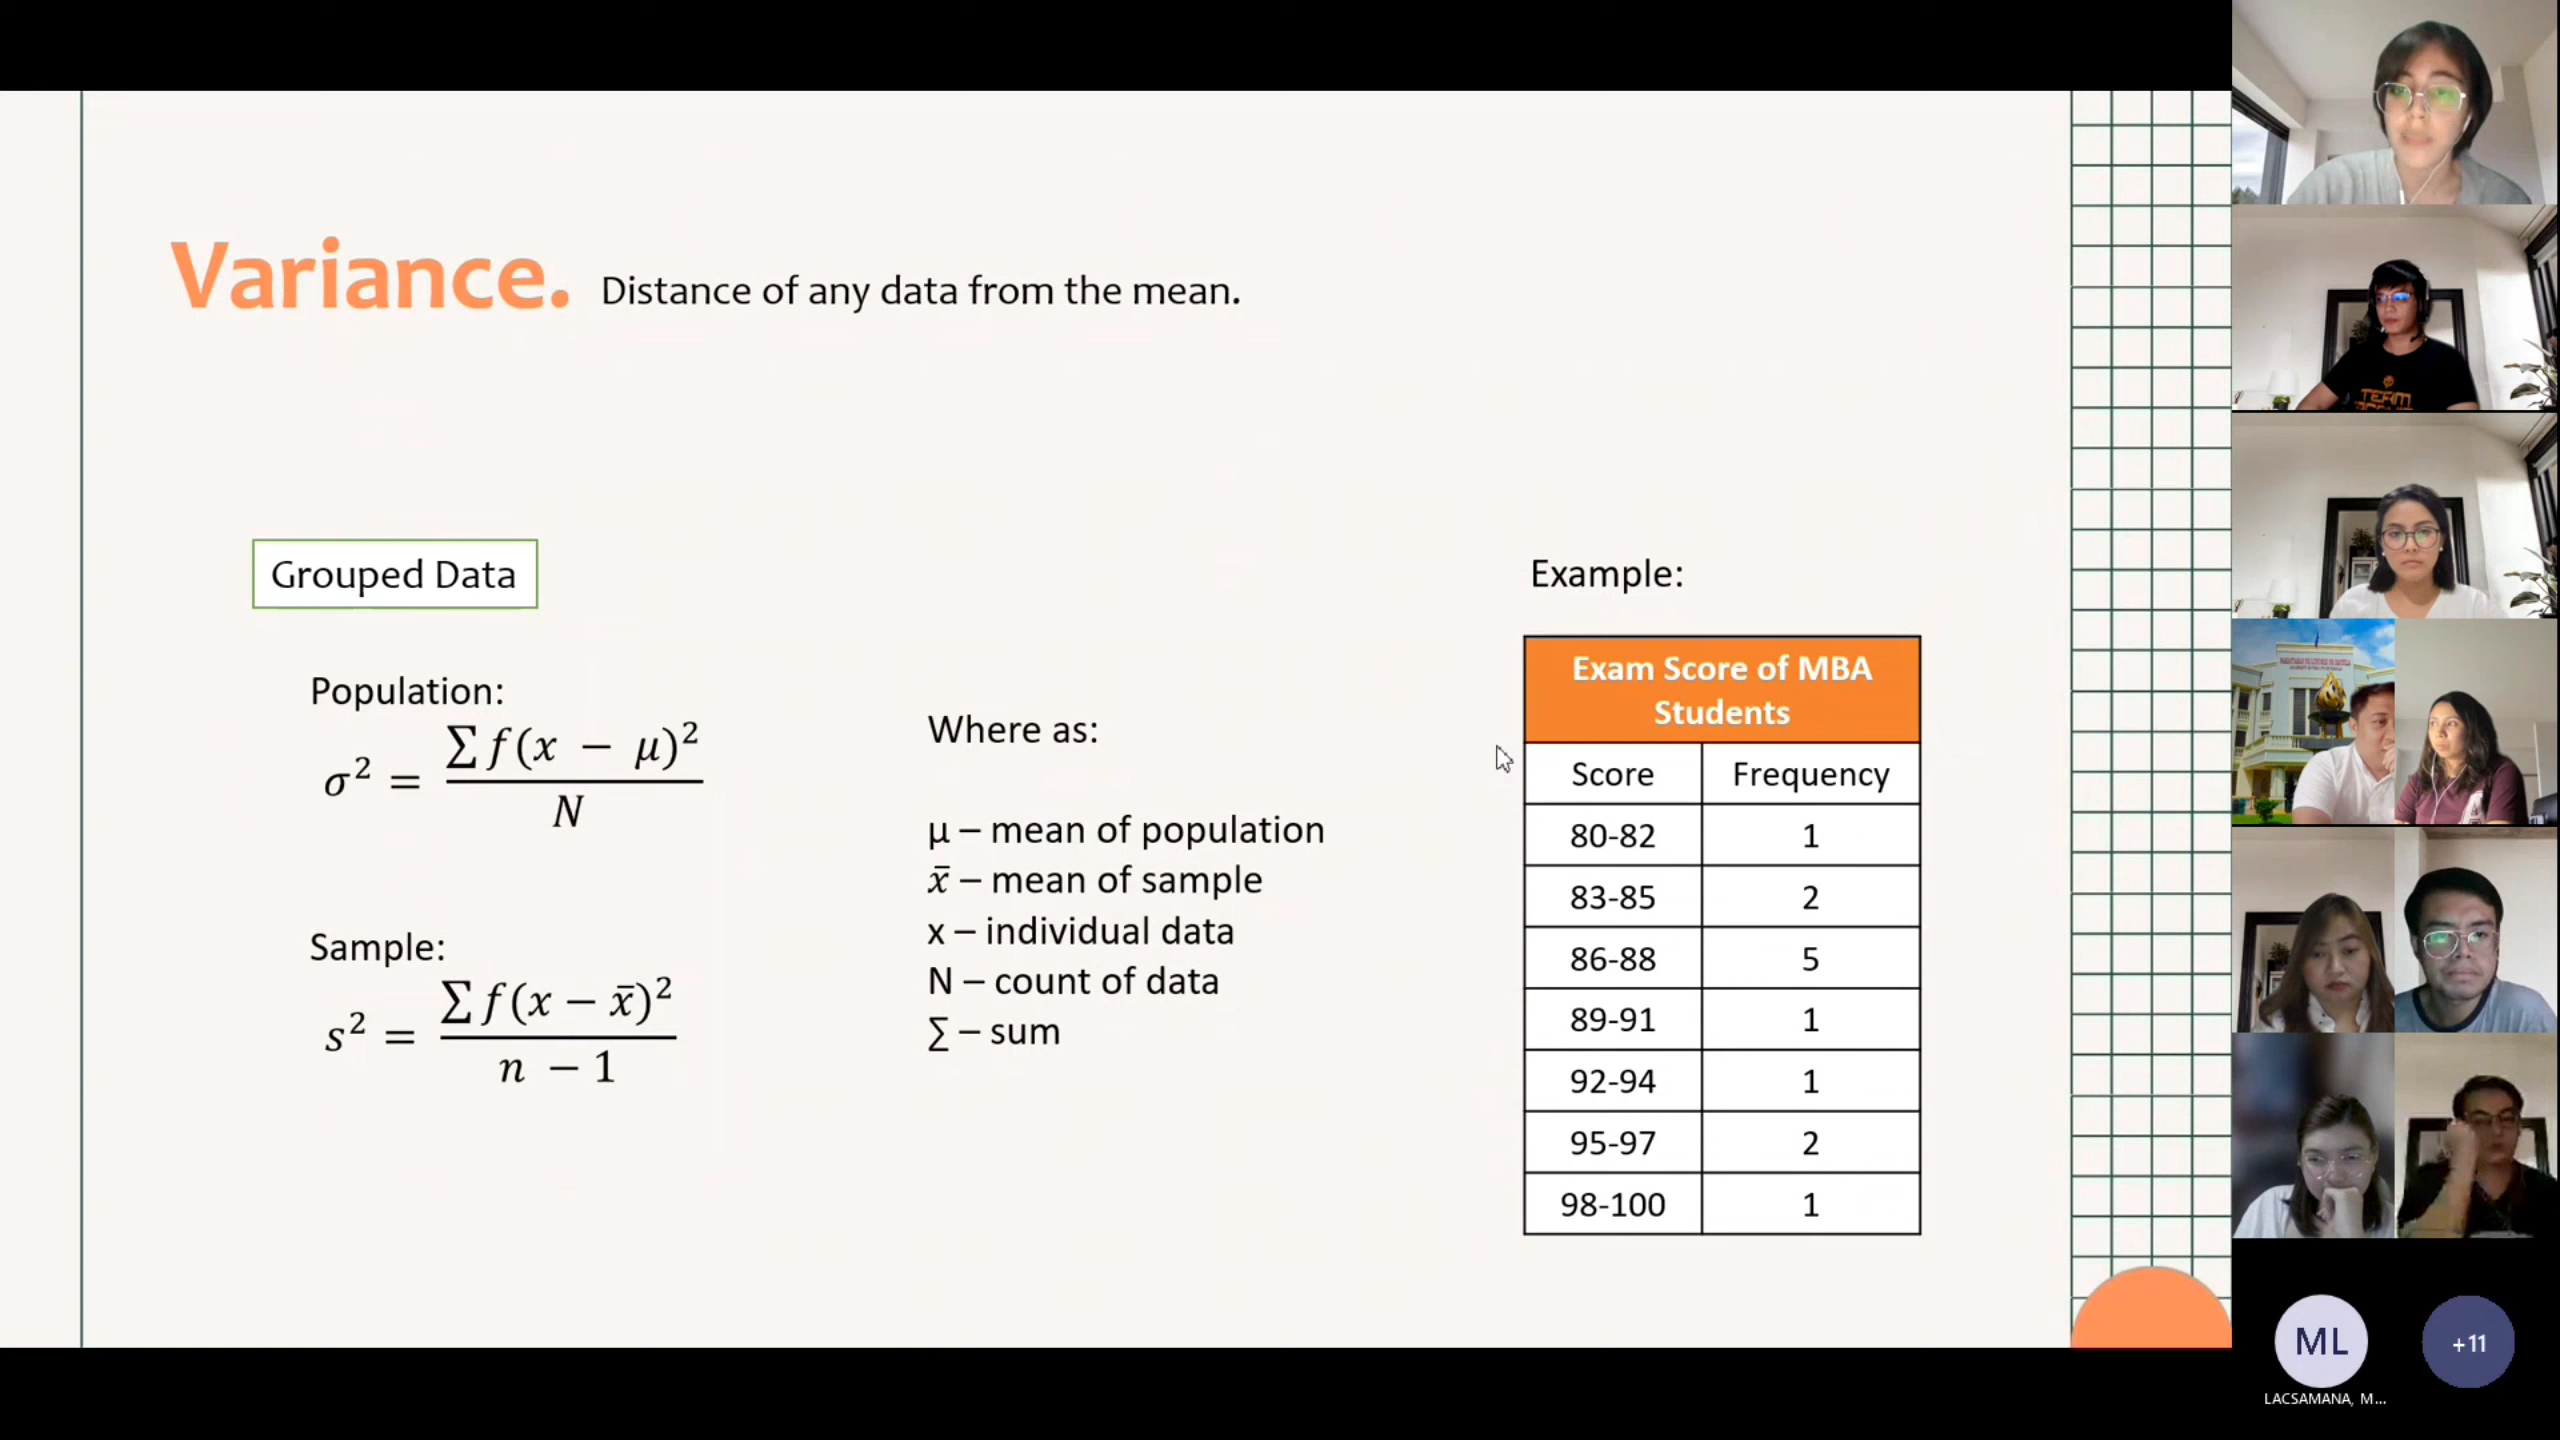 Variance. Distance of any data from the mean.
Grouped Data
Population:
σ² = ∑ f(x − μ)² / N
Sample:
s² = ∑ f(x − x̄)² / n − 1
Where as:
µ – mean of population
x̄ – mean of sample
x – individual data
N – count of data
∑ – sum
Example:
Exam Score of MBA
Students
Score Frequency
80-82 1
83-85 2
86-88 5
89-91 1
92-94 1
95-97 2
98-100 1
TEAM
ML
+11
LACSAMANA, M...